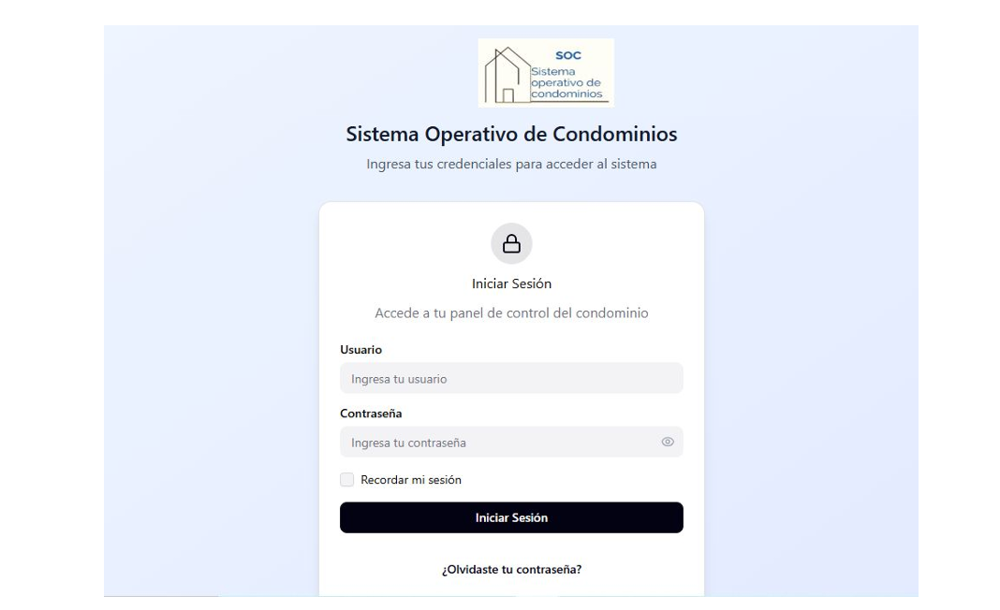 SOC
Sistema
operativo de
condominios
Sistema Operativo de Condominios
Ingresa tus credenciales para acceder al sistema
Iniciar Sesión
Accede a tu panel de control del condominio
Usuario
Ingresa tu usuario
Contraseña
Ingresa tu contraseña
Recordar mi sesión
Iniciar Sesión
¿Olvidaste tu contraseña?